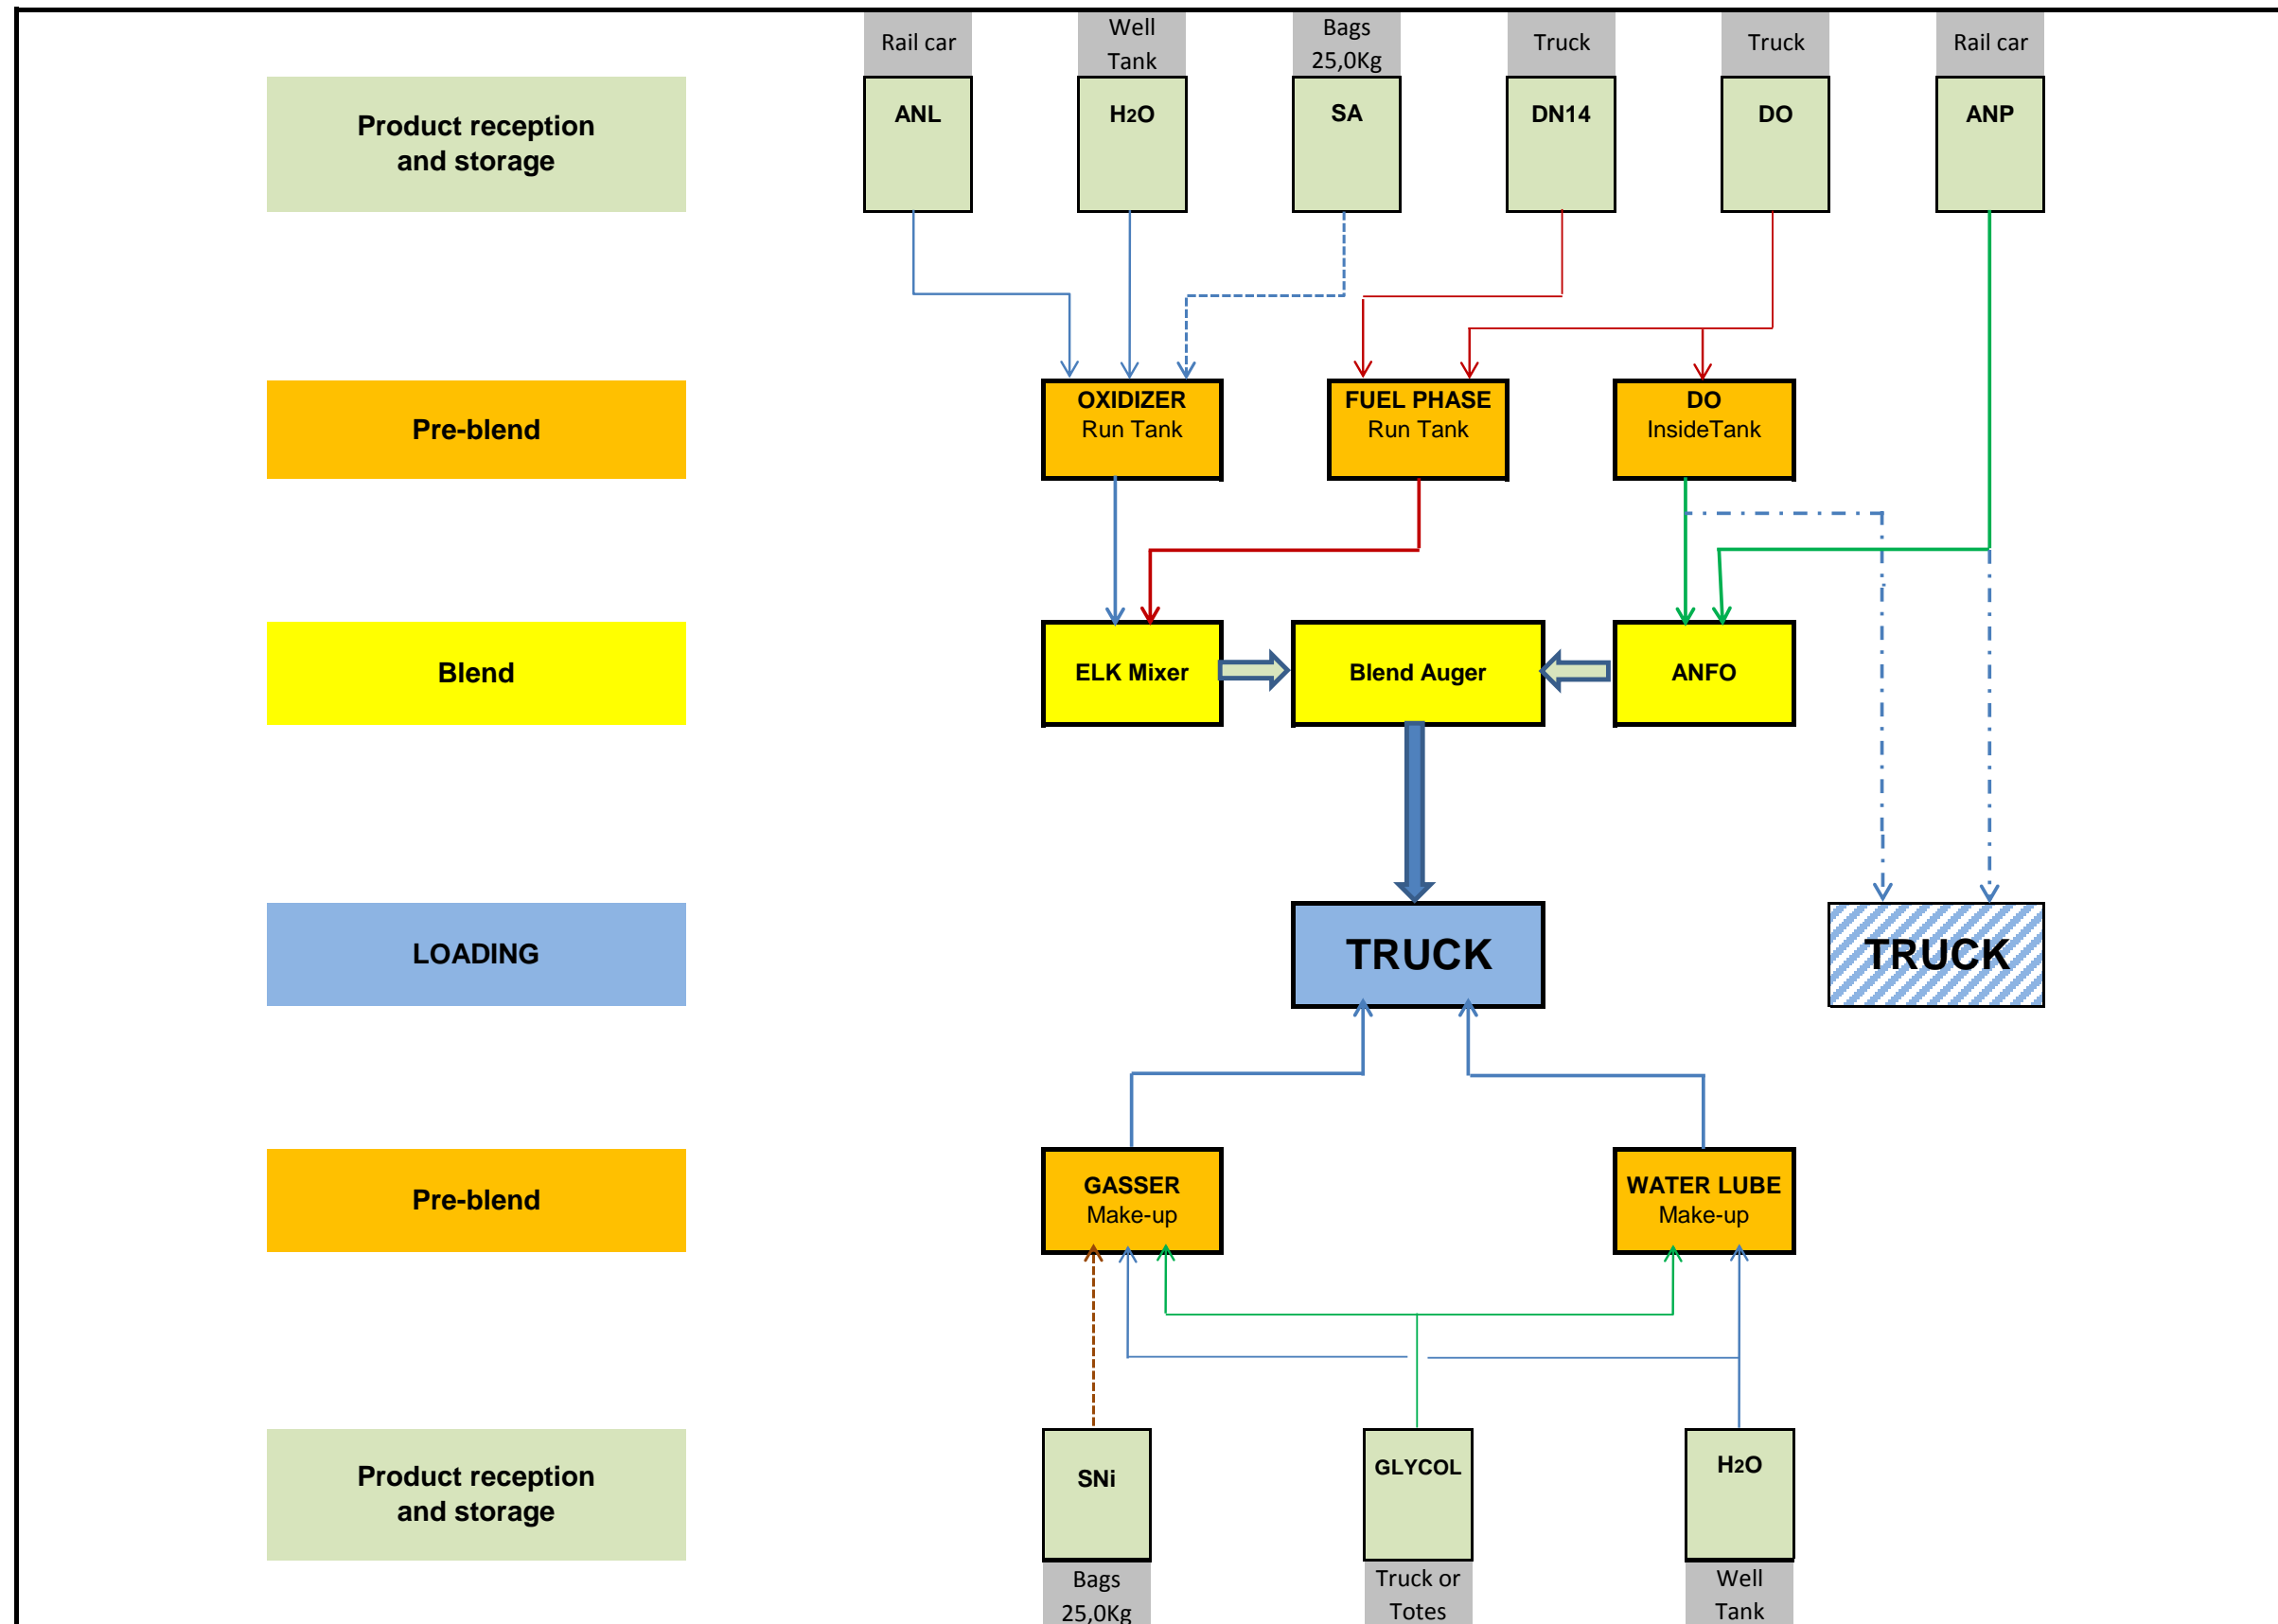 Rail car
Well
Tank
Bags
25,0Kg
Truck
Truck
Rail car
Product reception
and storage
ANL
H2O
SA
DN14
DO
ANP
Pre-blend
OXIDIZER
Run Tank
FUEL PHASE
Run Tank
DO
InsideTank
Blend
ELK Mixer
Blend Auger
ANFO
LOADING
TRUCK
TRUCK
Pre-blend
GASSER
Make-up
WATER LUBE
Make-up
Product reception
and storage
SNi
GLYCOL
H2O
Bags
25,0Kg
Truck or
Totes
Well
Tank